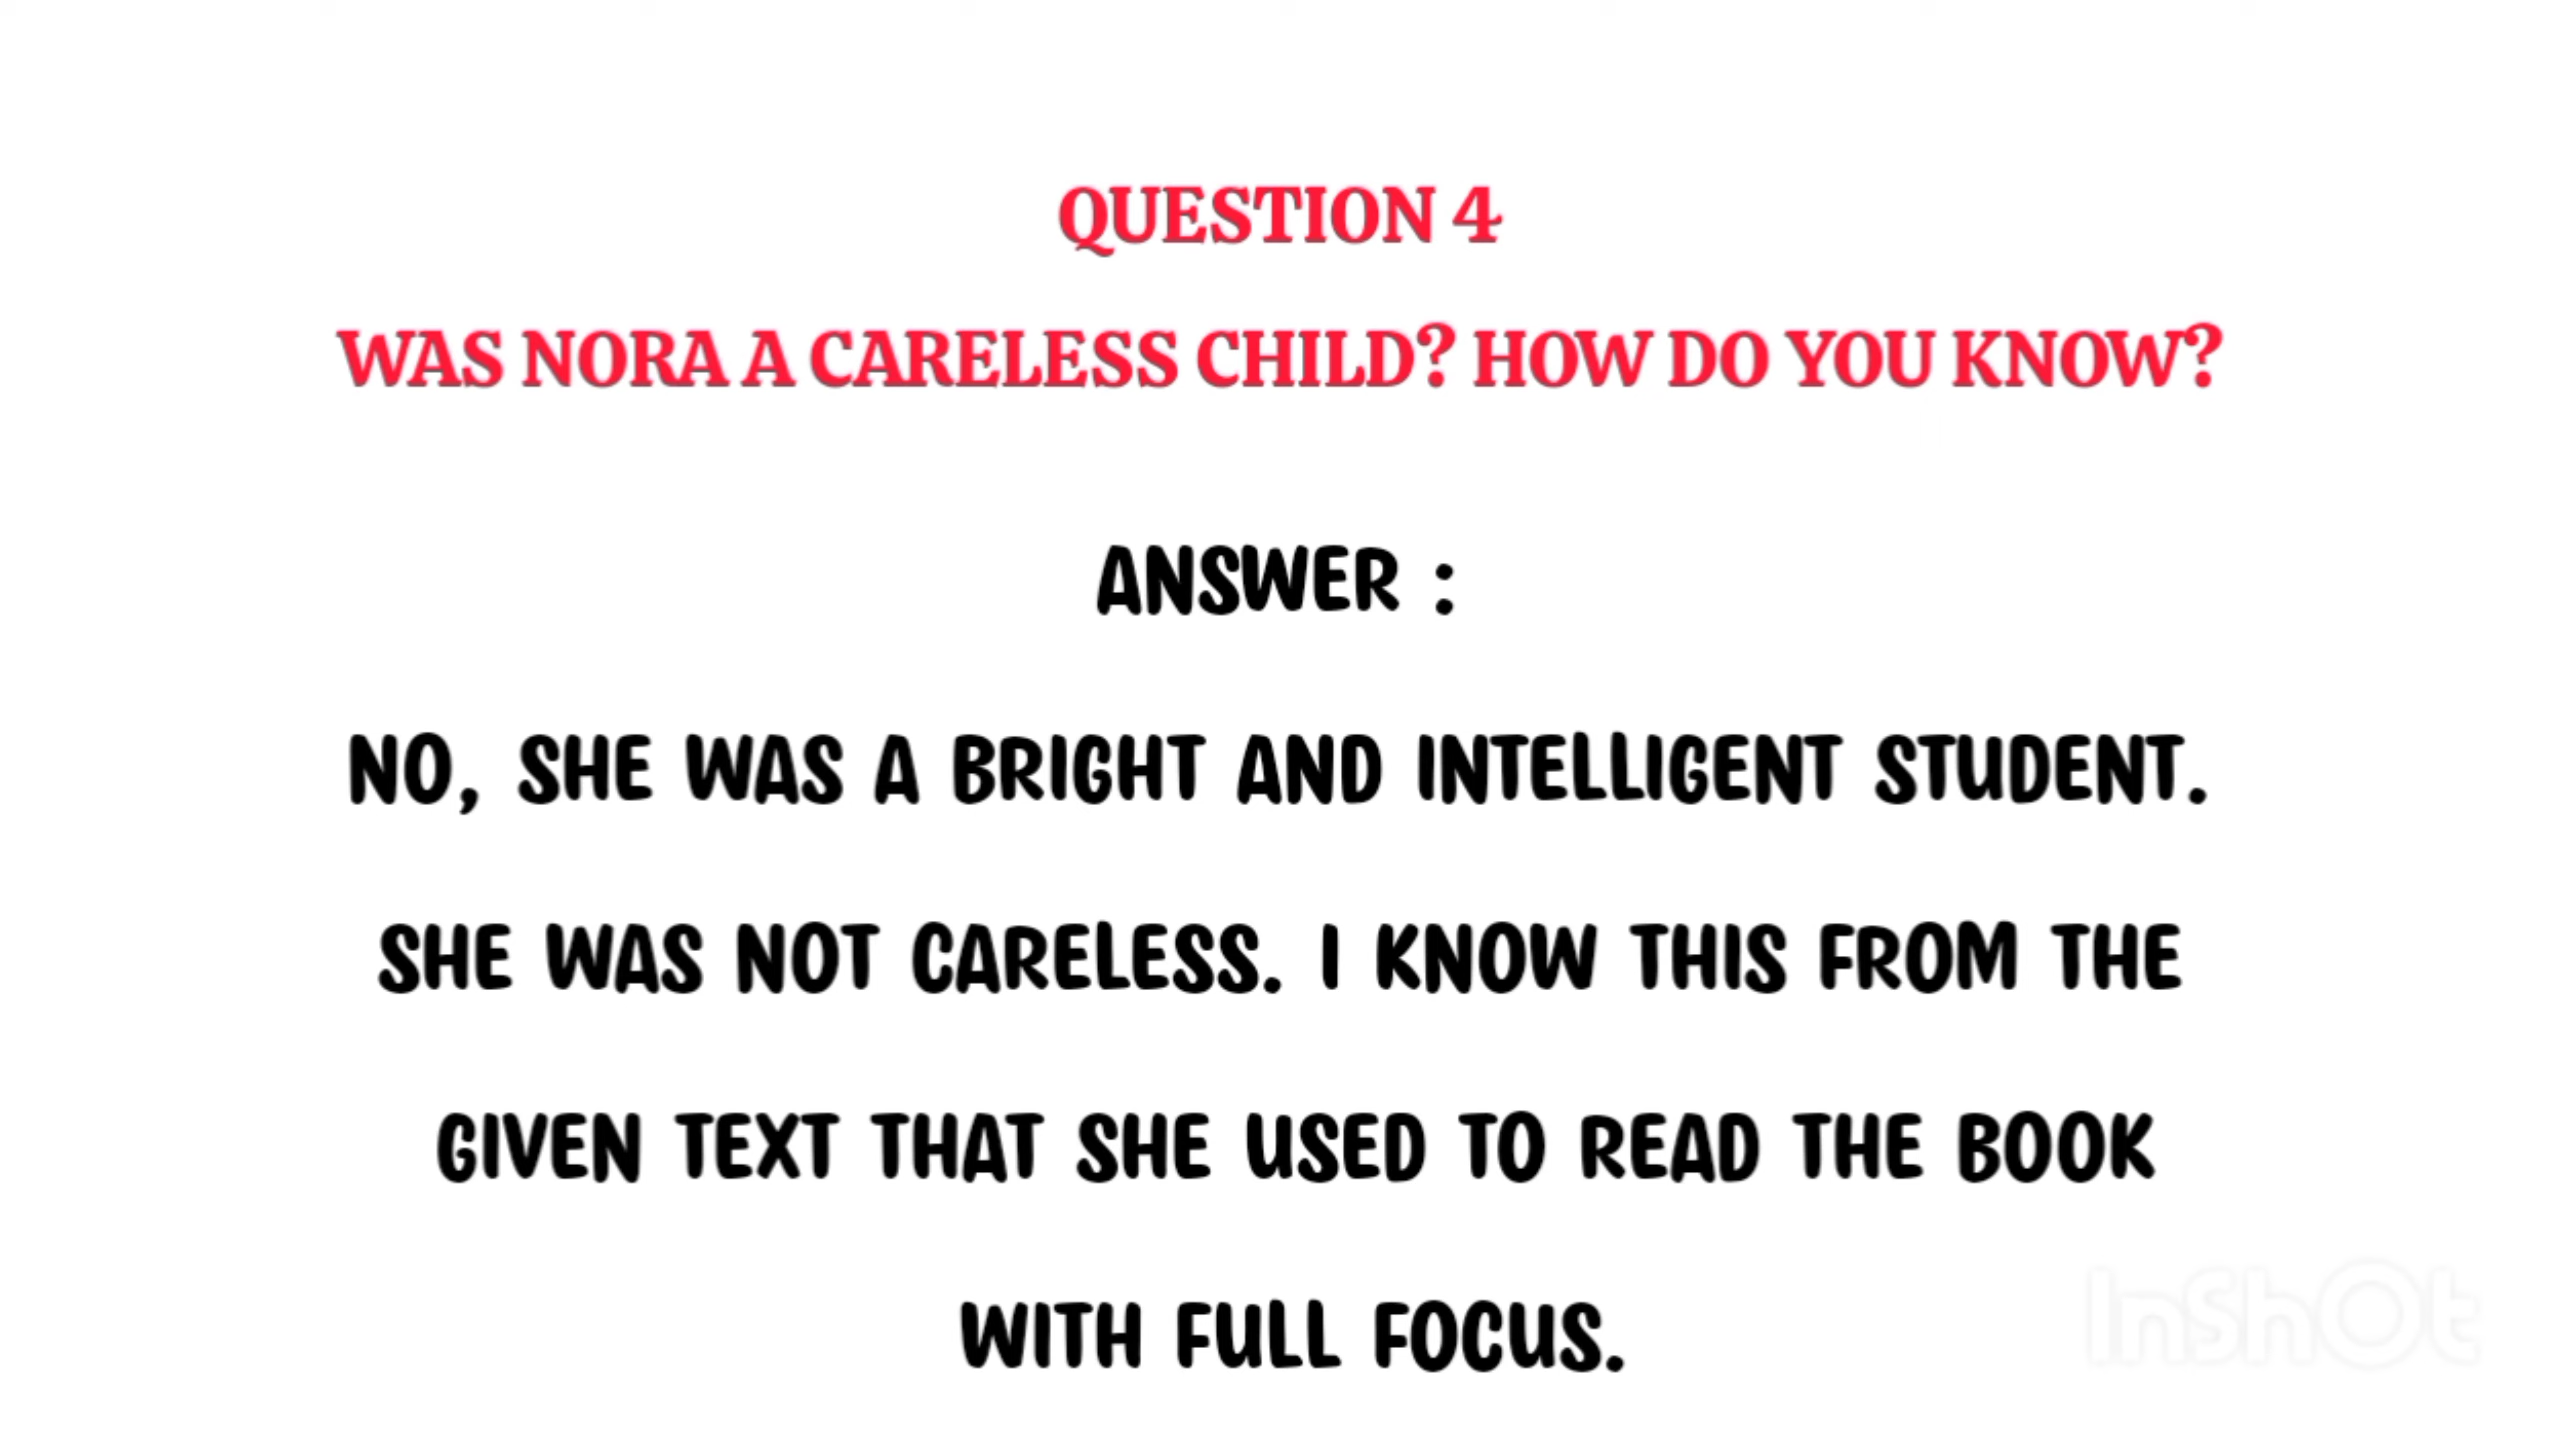 QUESTION 4
WAS NORA A CARELESS CHILD? HOW DO YOU KNOW?
ANSWER :
NO, SHE WAS A BRIGHT AND INTELLIGENT STUDENT.
SHE WAS NOT CARELESS. I KNOW THIS FROM THE
GIVEN TEXT THAT SHE USED TO READ THE BOOK
WITH FULL FOCUS.
InShOt